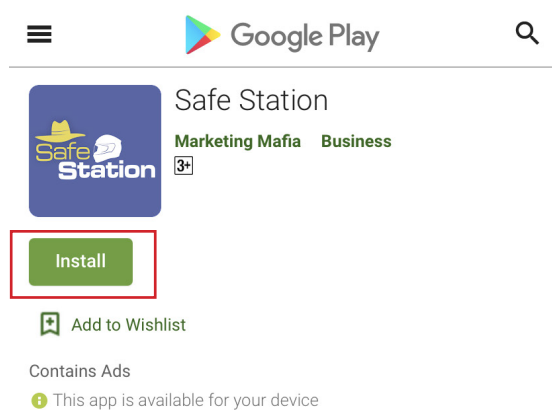 Google Play
Safe Station
Marketing Mafia Business
3+
Safe
Station
Install
Add to Wishlist
Contains Ads
This app is available for your device